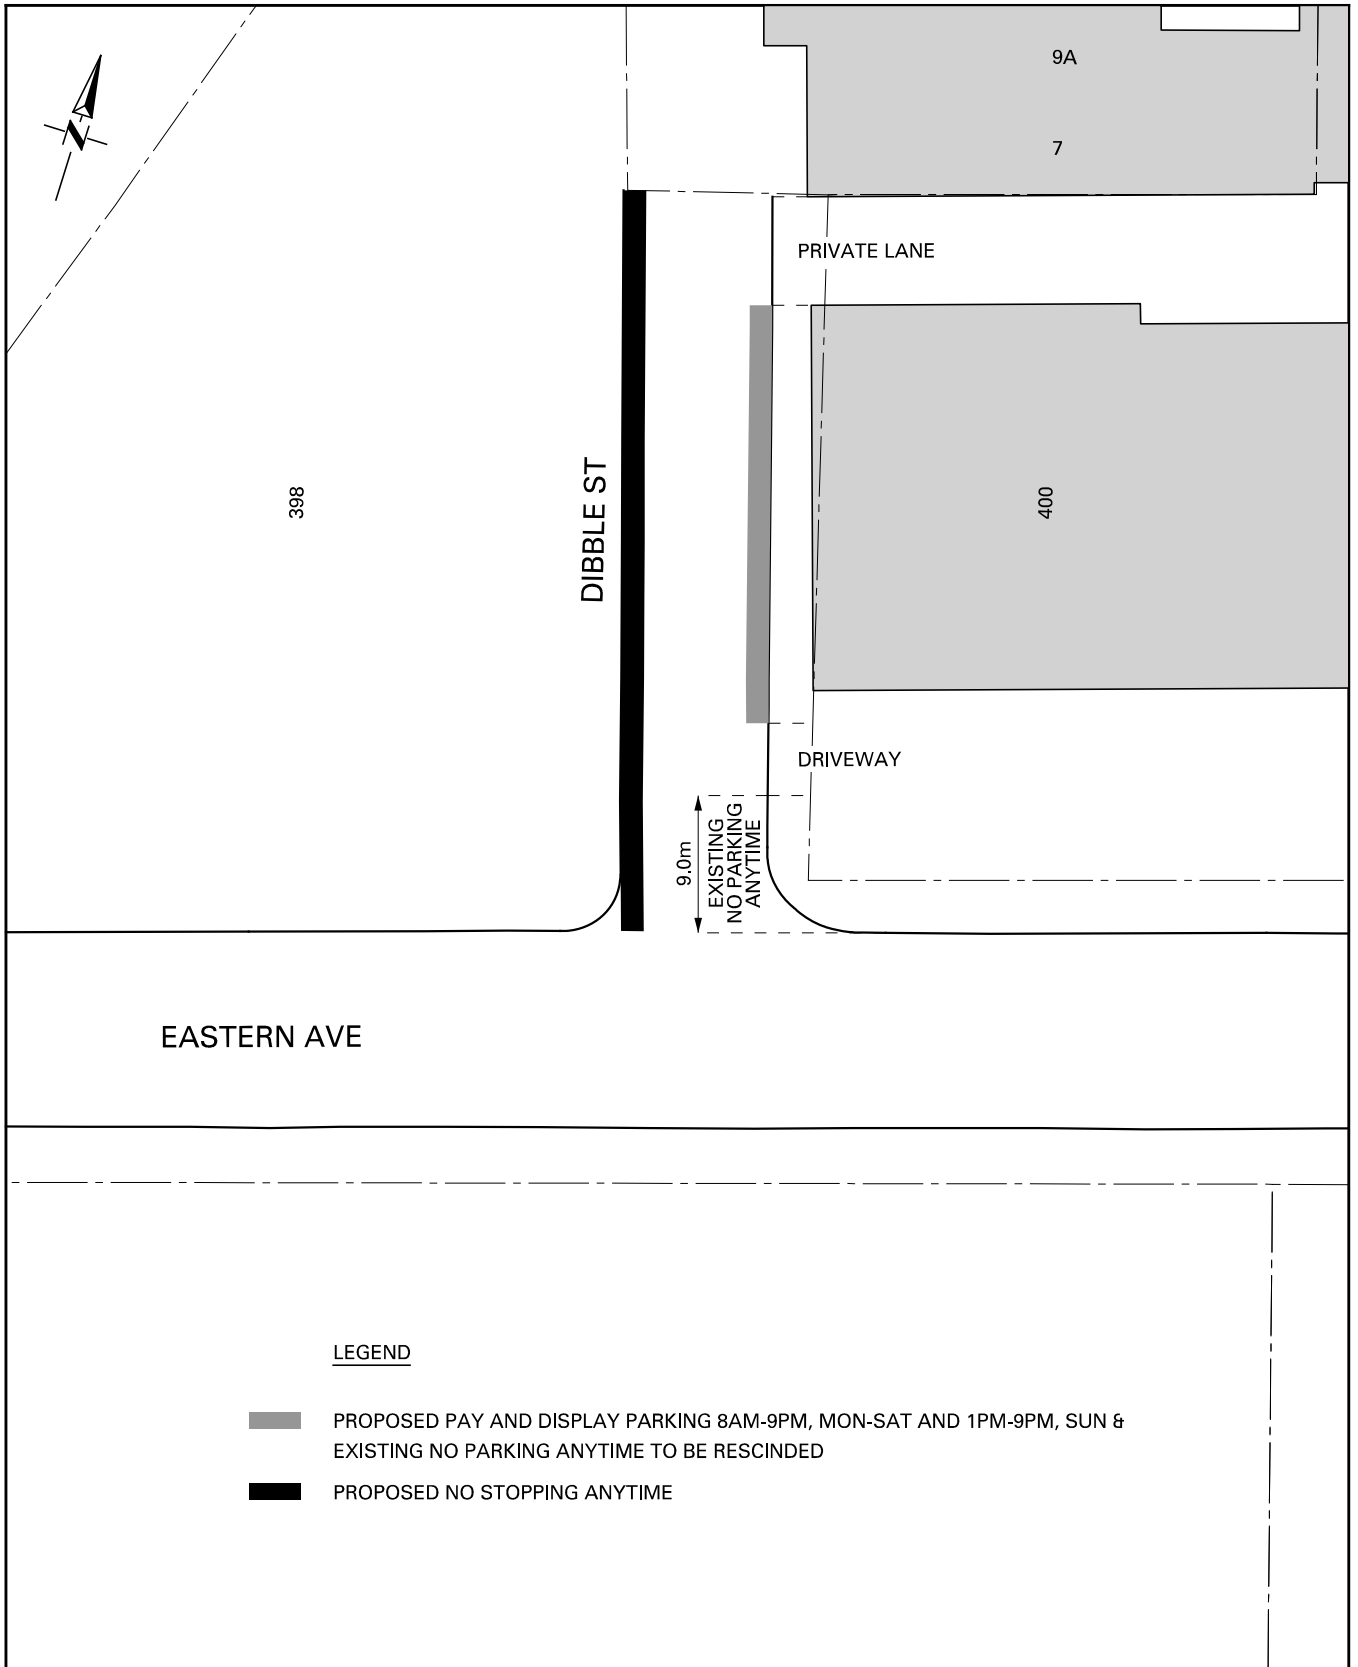 N
9A
7
PRIVATE LANE
398
DIBBLE ST
400
DRIVEWAY
9.0m
EXISTING
NO PARKING
ANYTIME
EASTERN AVE
LEGEND
PROPOSED PAY AND DISPLAY PARKING 8AM-9PM, MON-SAT AND 1PM-9PM, SUN &
EXISTING NO PARKING ANYTIME TO BE RESCINDED
PROPOSED NO STOPPING ANYTIME